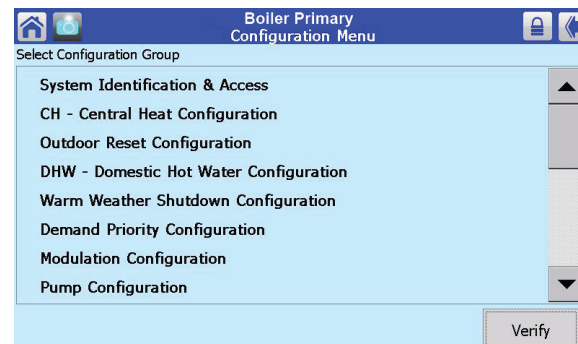 Boiler Primary
Configuration Menu
Select Configuration Group
System Identification & Access
CH - Central Heat Configuration
Outdoor Reset Configuration
DHW - Domestic Hot Water Configuration
Warm Weather Shutdown Configuration
Demand Priority Configuration
Modulation Configuration
Pump Configuration
Verify